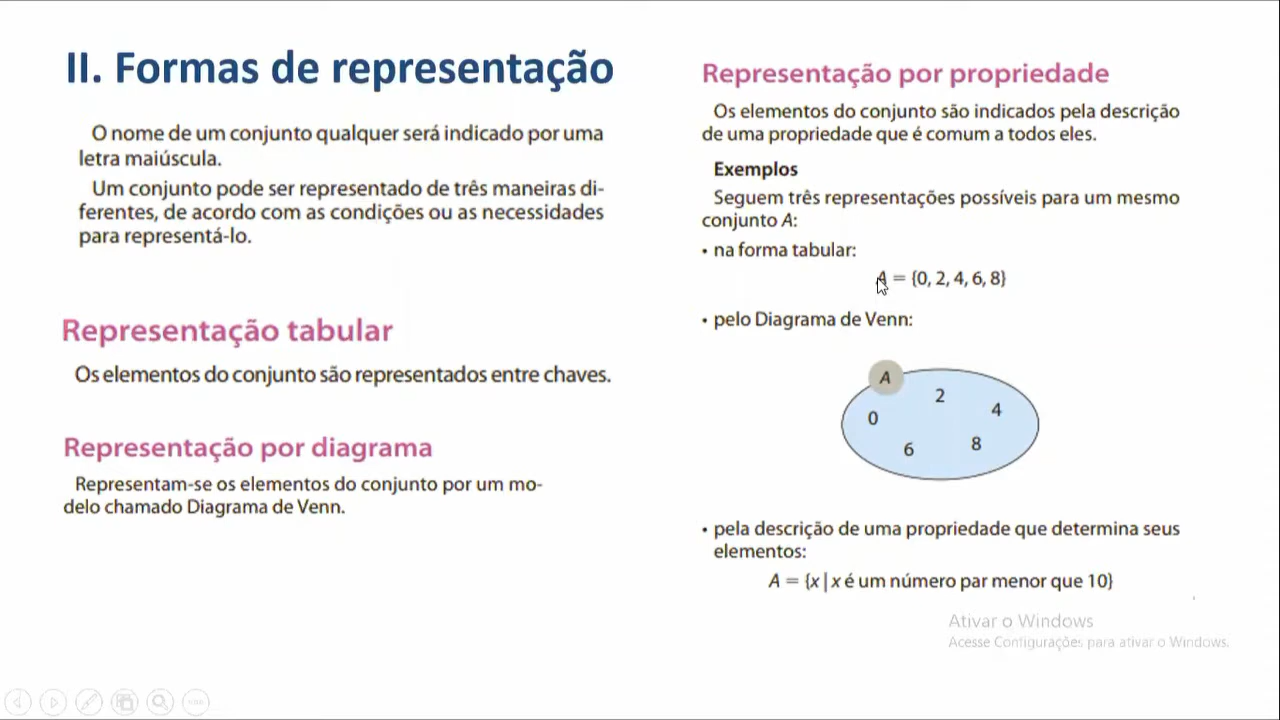 II. Formas de representação
O nome de um conjunto qualquer será indicado por uma
letra maiúscula.
Um conjunto pode ser representado de três maneiras di-
ferentes, de acordo com as condições ou as necessidades
para representá-lo.
Representação tabular
Os elementos do conjunto são representados entre chaves.
Representação por diagrama
Representam-se os elementos do conjunto por um mo-
delo chamado Diagrama de Venn.
Representação por propriedade
Os elementos do conjunto são indicados pela descrição
de uma propriedade que é comum a todos eles.
Exemplos
Seguem três representações possíveis para um mesmo
conjunto A:
• na forma tabular:
A = {0, 2, 4, 6, 8}
• pelo Diagrama de Venn:
A
2
4
0
8
6
• pela descrição de uma propriedade que determina seus
elementos:
A = {x | x é um número par menor que 10}
Ativar o Windows
Acesse Configurações para ativar o Windows.